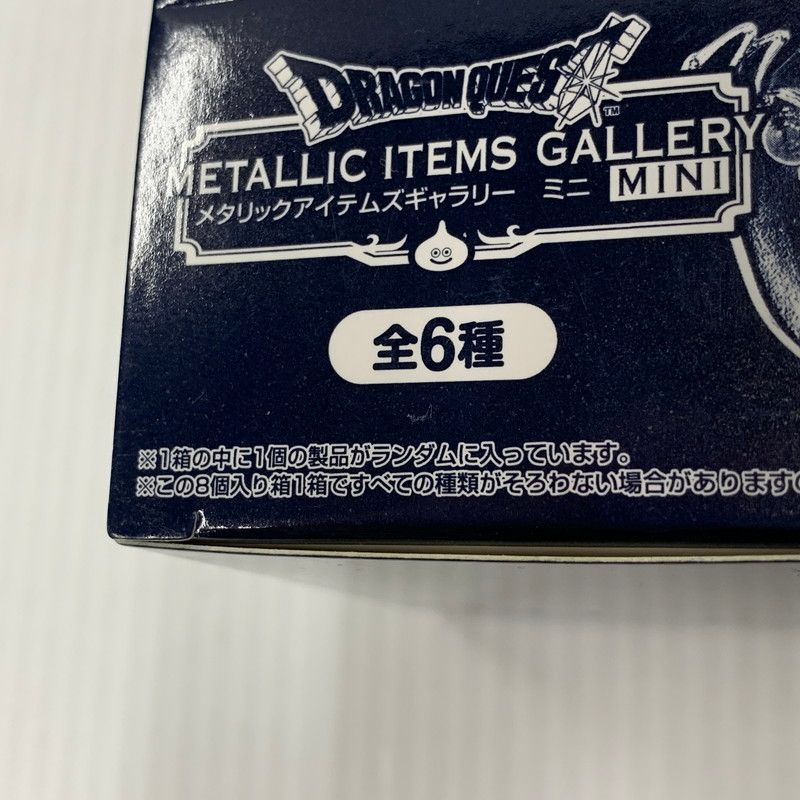 DRAGON QUEST™
METALLIC ITEMS GALLERY
メタリックアイテムズギャラリー ミニ MINI
全6種
※1箱の中に1個の製品がランダムに入っています。
※この8個入り箱1箱ですべての種類がそろわない場合があります。